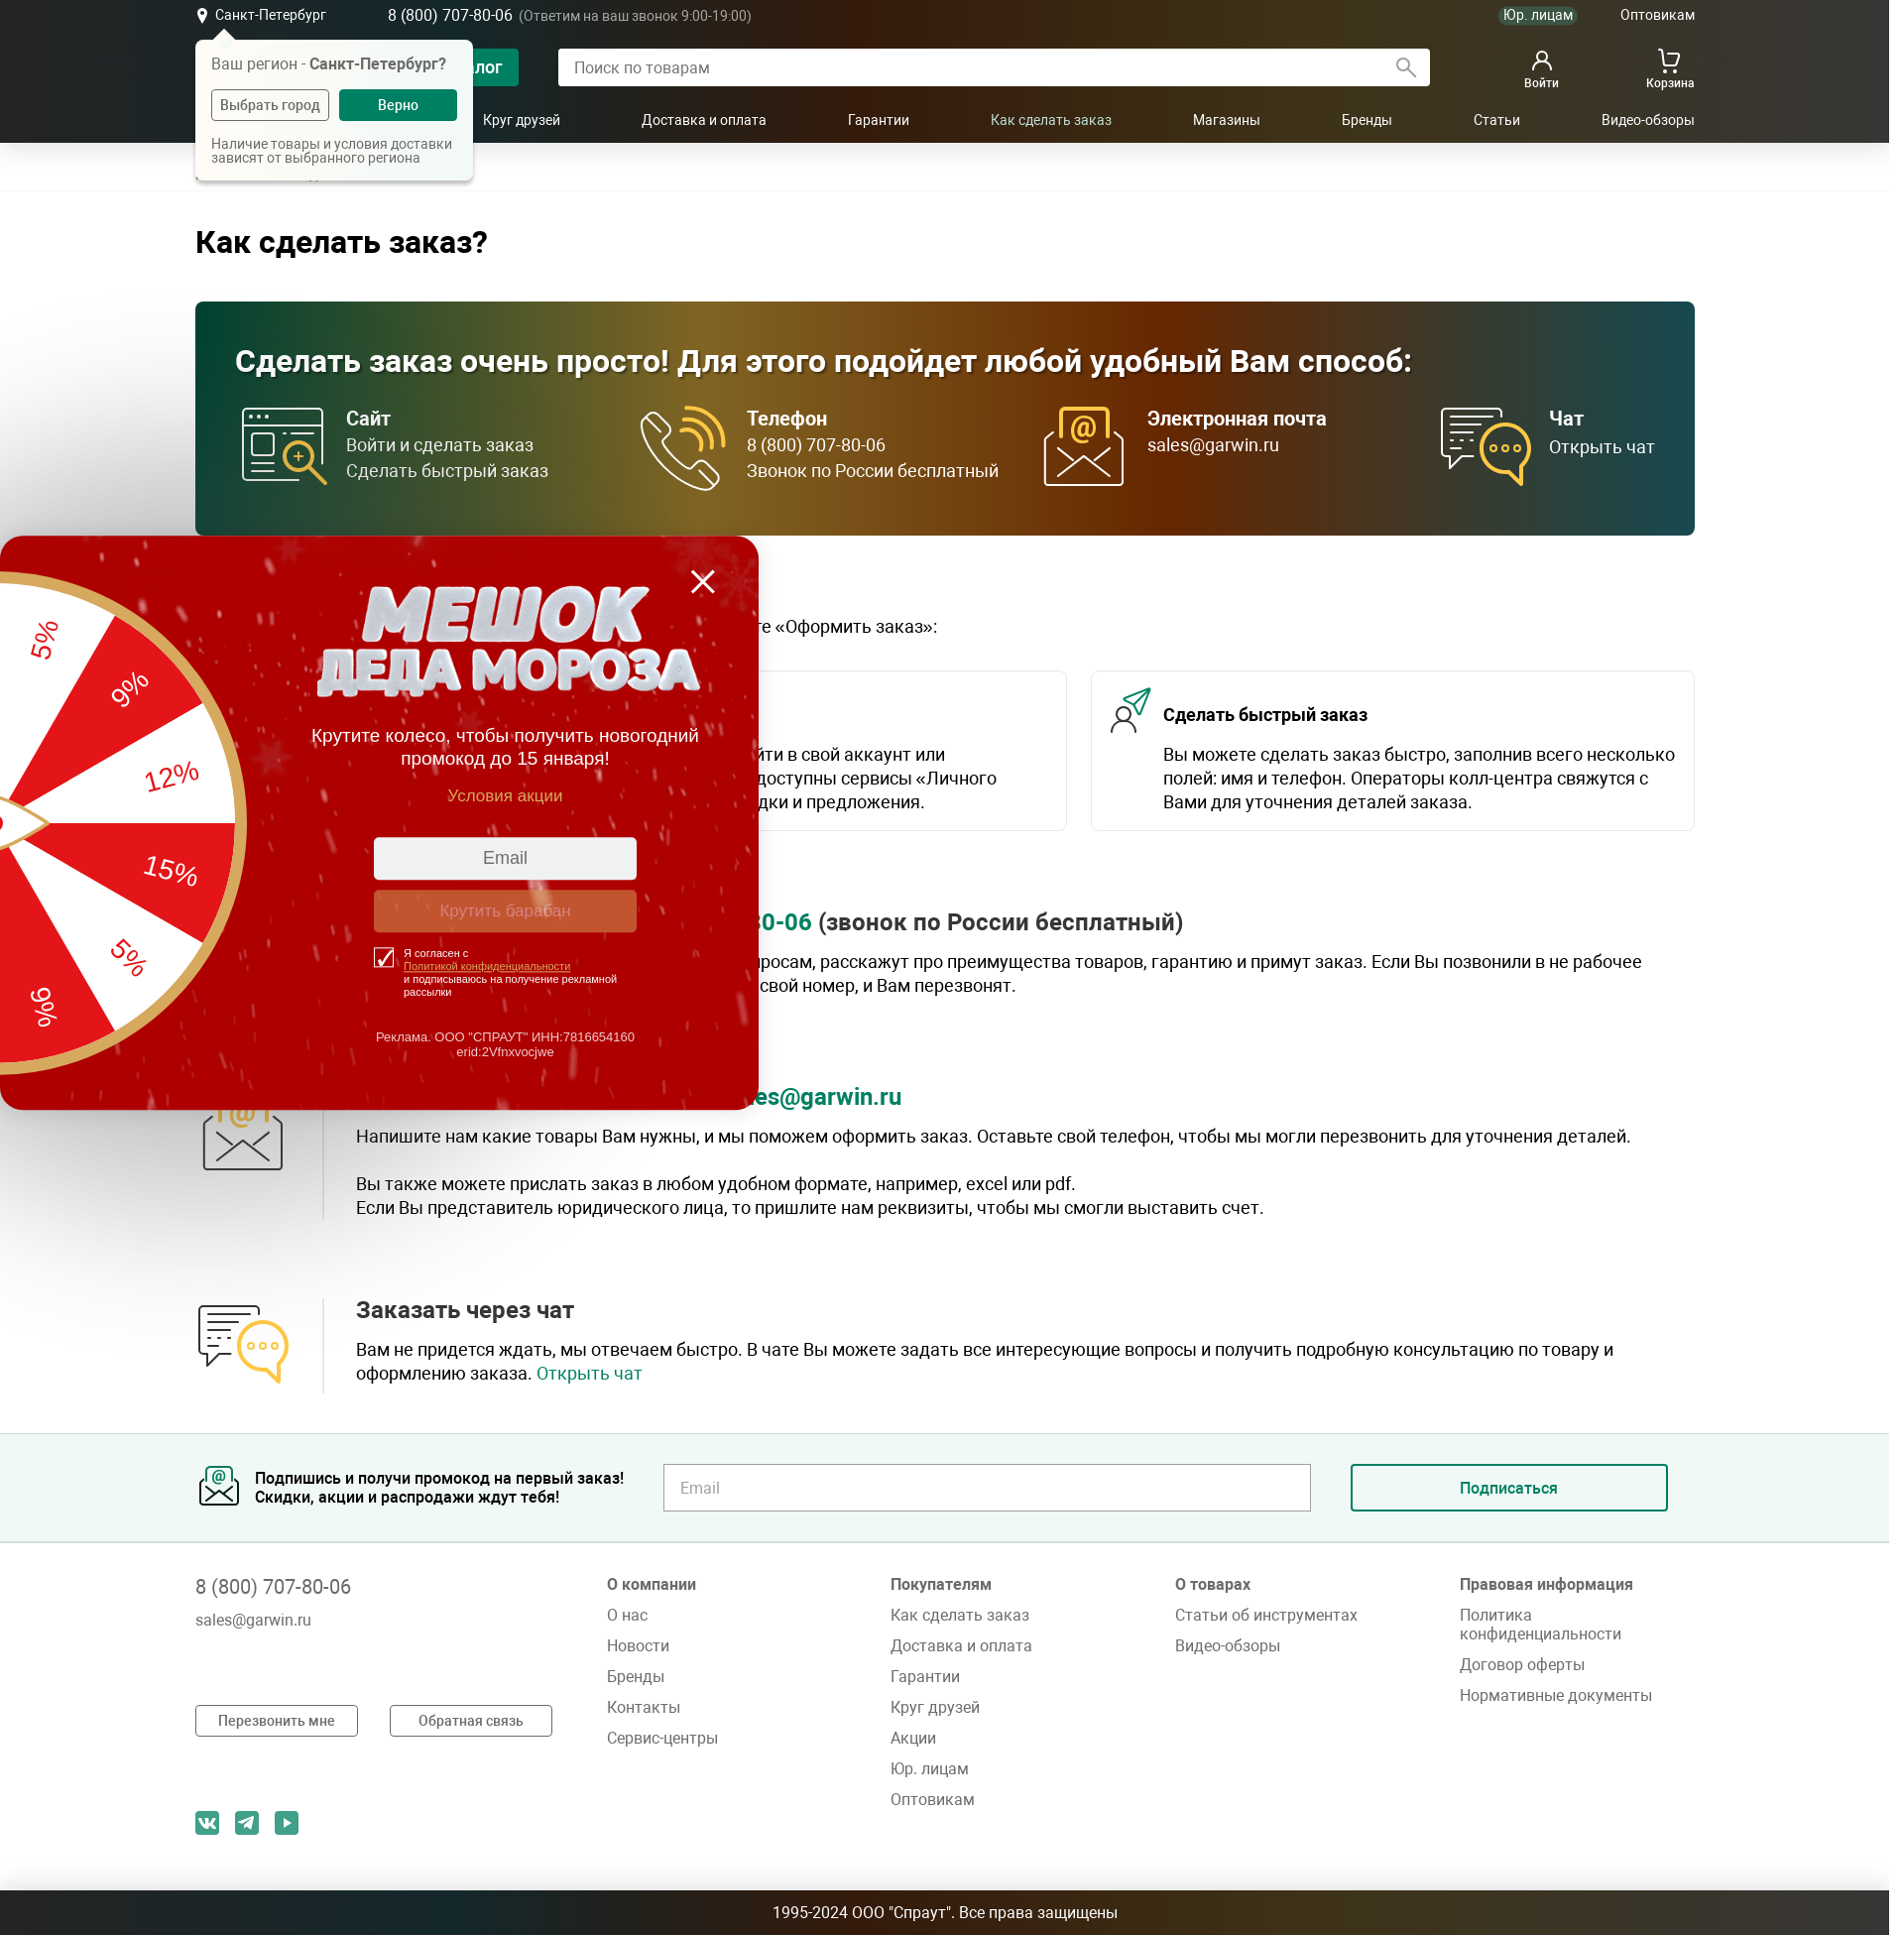 Санкт-Петербург
8 (800) 707-80-06 (Ответим на ваш звонок 9:00-19:00)
Юр. лицам
Оптовикам
Ваш регион - Санкт-Петербург?
Выбрать город
Верно
Наличие товары и условия доставки
зависят от выбранного региона
Поиск по товарам
Войти
Корзина
Круг друзей
Доставка и оплата
Гарантии
Как сделать заказ
Магазины
Бренды
Статьи
Видео-обзоры
Как сделать заказ?
Сделать заказ очень просто! Для этого подойдет любой удобный Вам способ:
Сайт
Войти и сделать заказ
Сделать быстрый заказ
Телефон
8 (800) 707-80-06
Звонок по России бесплатный
Электронная почта
sales@garwin.ru
Чат
Открыть чат
МЕШОК
ДЕДА МОРОЗА
Крутите колесо, чтобы получить новогодний
промокод до 15 января!
Условия акции
Email
Крутить барабан
Я согласен с
Политикой конфиденциальности
и подписываюсь на получение рекламной
рассылки
Реклама. ООО "СПРАУТ" ИНН:7816654160
erid:2Vfnxvocjwe
5%
9%
12%
15%
5%
9%
«Оформить заказ»:
в свой аккаунт или
доступны сервисы «Личного
и предложения.
Сделать быстрый заказ
Вы можете сделать заказ быстро, заполнив всего несколько
полей: имя и телефон. Операторы колл-центра свяжутся с
Вами для уточнения деталей заказа.
80-06 (звонок по России бесплатный)
расскажут про преимущества товаров, гарантию и примут заказ. Если Вы позвонили в не рабочее
свой номер, и Вам перезвонят.
es@garwin.ru
Напишите нам какие товары Вам нужны, и мы поможем оформить заказ. Оставьте свой телефон, чтобы мы могли перезвонить для уточнения деталей.
Вы также можете прислать заказ в любом удобном формате, например, excel или pdf.
Если Вы представитель юридического лица, то пришлите нам реквизиты, чтобы мы смогли выставить счет.
Заказать через чат
Вам не придется ждать, мы отвечаем быстро. В чате Вы можете задать все интересующие вопросы и получить подробную консультацию по товару и
оформлению заказа. Открыть чат
Подпишись и получи промокод на первый заказ!
Скидки, акции и распродажи ждут тебя!
Email
Подписаться
8 (800) 707-80-06
sales@garwin.ru
Перезвонить мне
Обратная связь
О компании
О нас
Новости
Бренды
Контакты
Сервис-центры
Покупателям
Как сделать заказ
Доставка и оплата
Гарантии
Круг друзей
Акции
Юр. лицам
Оптовикам
О товарах
Статьи об инструментах
Видео-обзоры
Правовая информация
Политика
конфиденциальности
Договор оферты
Нормативные документы
1995-2024 ООО "Спраут". Все права защищены